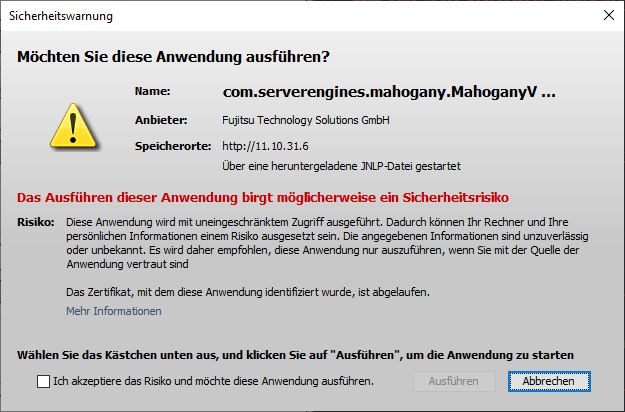 Sicherheitswarnung
Möchten Sie diese Anwendung ausführen?
Name: com.serverengines.mahogany.MahoganyV ...
Anbieter: Fujitsu Technology Solutions GmbH
Speicherorte: http://11.10.31.6
Über eine heruntergeladene JNLP-Datei gestartet
Das Ausführen dieser Anwendung birgt möglicherweise ein Sicherheitsrisiko
Risiko: Diese Anwendung wird mit uneingeschränktem Zugriff ausgeführt. Dadurch können Ihr Rechner und Ihre
persönlichen Informationen einem Risiko ausgesetzt sein. Die angegebenen Informationen sind unzuverlässig
oder unbekannt. Es wird daher empfohlen, diese Anwendung nur auszuführen, wenn Sie mit der Quelle der
Anwendung vertraut sind
Das Zertifikat, mit dem diese Anwendung identifiziert wurde, ist abgelaufen.
Mehr Informationen
Wählen Sie das Kästchen unten aus, und klicken Sie auf "Ausführen", um die Anwendung zu starten
Ich akzeptiere das Risiko und möchte diese Anwendung ausführen. Ausführen Abbrechen